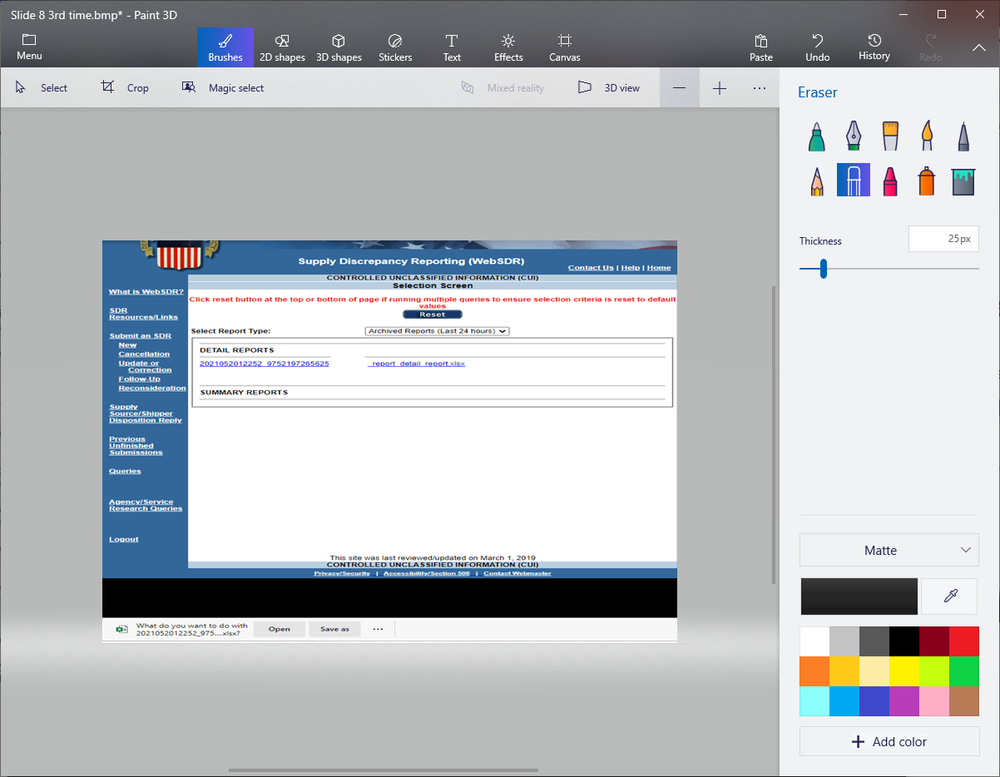 Slide 8 3rd time.bmp* - Paint 3D
Menu
Brushes
2D shapes
3D shapes
Stickers
Text
Effects
Canvas
Paste
Undo
History
Redo
Select
Crop
Magic select
Mixed reality
3D view
Eraser
Thickness
25px
Supply Discrepancy Reporting (WebSDR)
Contact Us | Help | Home
CONTROLLED UNCLASSIFIED INFORMATION (CUI)
Selection Screen
What is WebSDR?
SDR
Resources/Links
Submit an SDR
New
Cancellation
Update or
Correction
Follow-Up
Reconsideration
Supply
Source/Shipper
Disposition Reply
Previous
Unfinished
Submissions
Queries
Agency/Service
Research Queries
Logout
Click reset button at the top or bottom of page if running multiple queries to ensure selection criteria is reset to default
values
Reset
Select Report Type:
Archived Reports (Last 24 hours)
DETAIL REPORTS
2021052012252_9752197265625
_report_detail_report.xlsx
SUMMARY REPORTS
This site was last reviewed/updated on March 1, 2019
CONTROLLED UNCLASSIFIED INFORMATION (CUI)
Privacy/Security | Accessibility/Section 508 | Contact Webmaster
What do you want to do with
2021052012252_975....xlsx?
Open
Save as
Matte
Add color